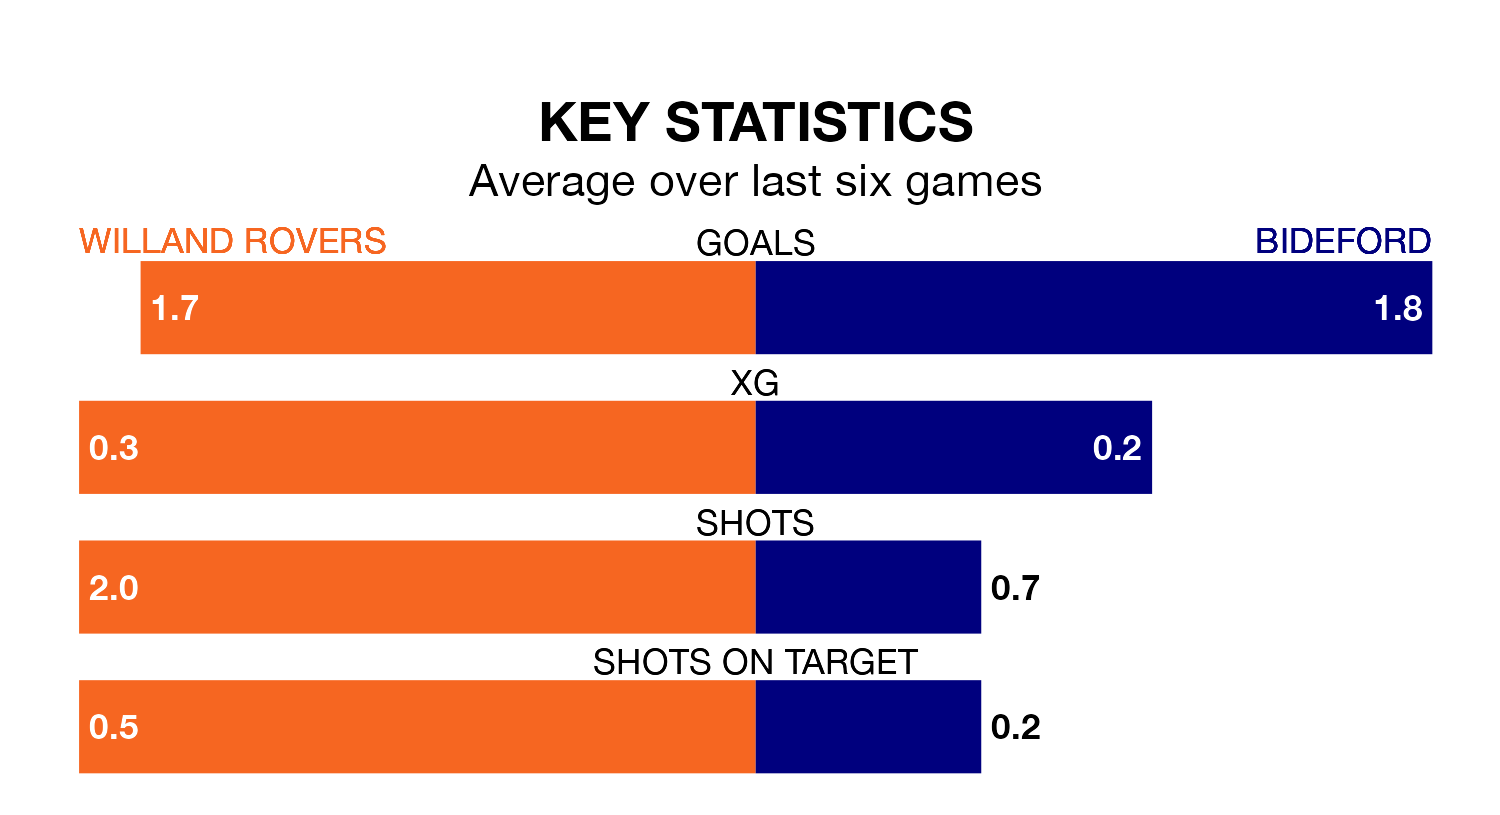 KEY STATISTICS
Average over last six games
WILLAND ROVERS GOALS BIDEFORD
1.7 1.8
XG
0.3 0.2
SHOTS
2.0 0.7
SHOTS ON TARGET
0.5 0.2